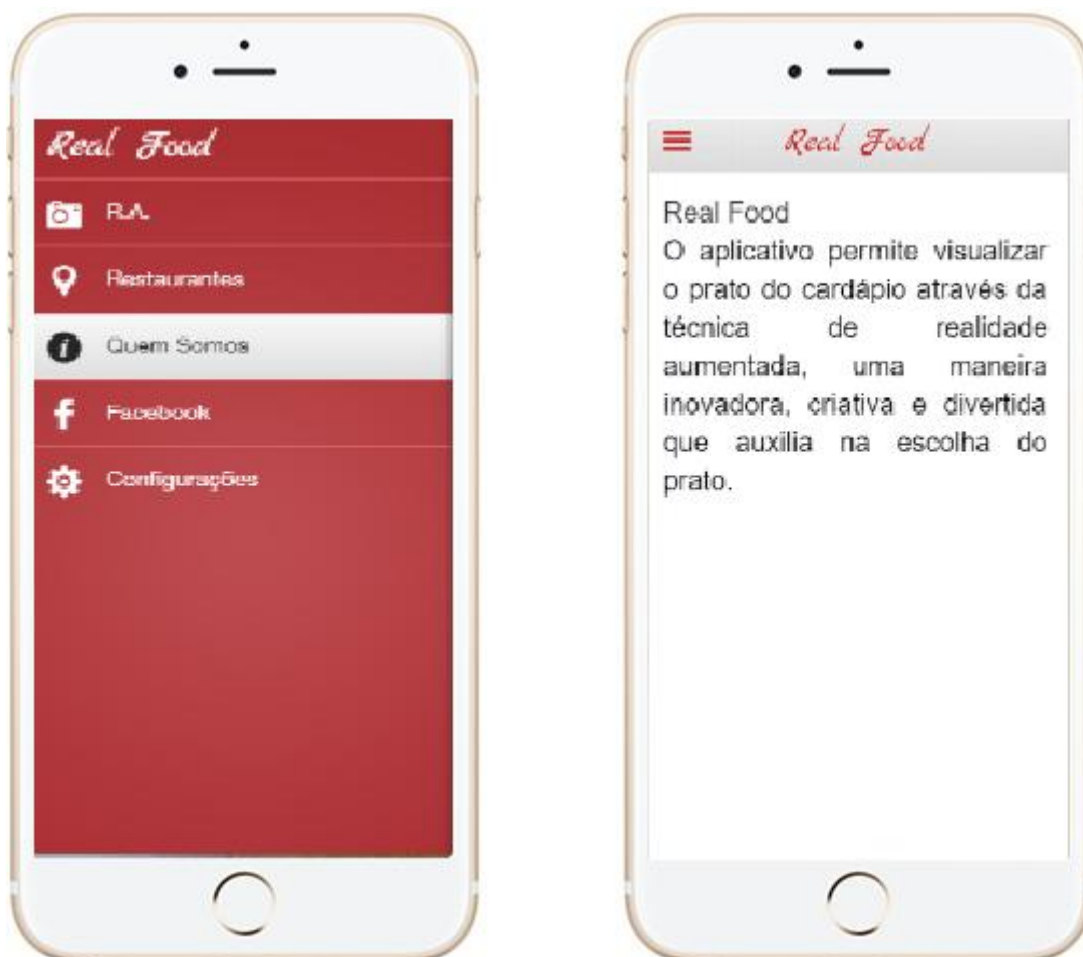 Real Food
R.A.
Restaurantes
Quem Somos
Facebook
Configurações
Real Food
Real Food
O aplicativo permite visualizar
o prato do cardápio através da
técnica de realidade
aumentada, uma maneira
inovadora, criativa e divertida
que auxilia na escolha do
prato.